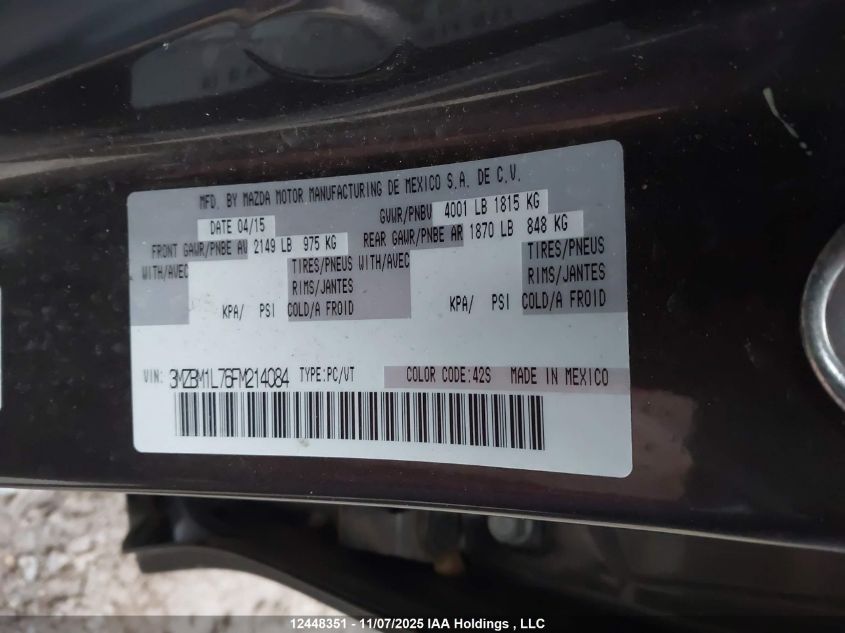 MFD. BY MAZDA MOTOR MANUFACTURING DE MEXICO S.A. DE C.V.
DATE 04/15 GVWR/PNBV 4001 LB 1815 KG
FRONT GAWR/PNBE AV 2149 LB 975 KG REAR GAWR/PNBE AR 1870 LB 848 KG
WITH/AVEC TIRES/PNEUS WITH/AVEC TIRES/PNEUS
RIMS/JANTES RIMS/JANTES
KPA/ PSI COLD/A FROID KPA/ PSI COLD/A FROID
VIN: 3MZBM1L76FM214084 TYPE:PC/VT COLOR CODE:42S MADE IN MEXICO
12448351 - 11/07/2025 IAA Holdings , LLC